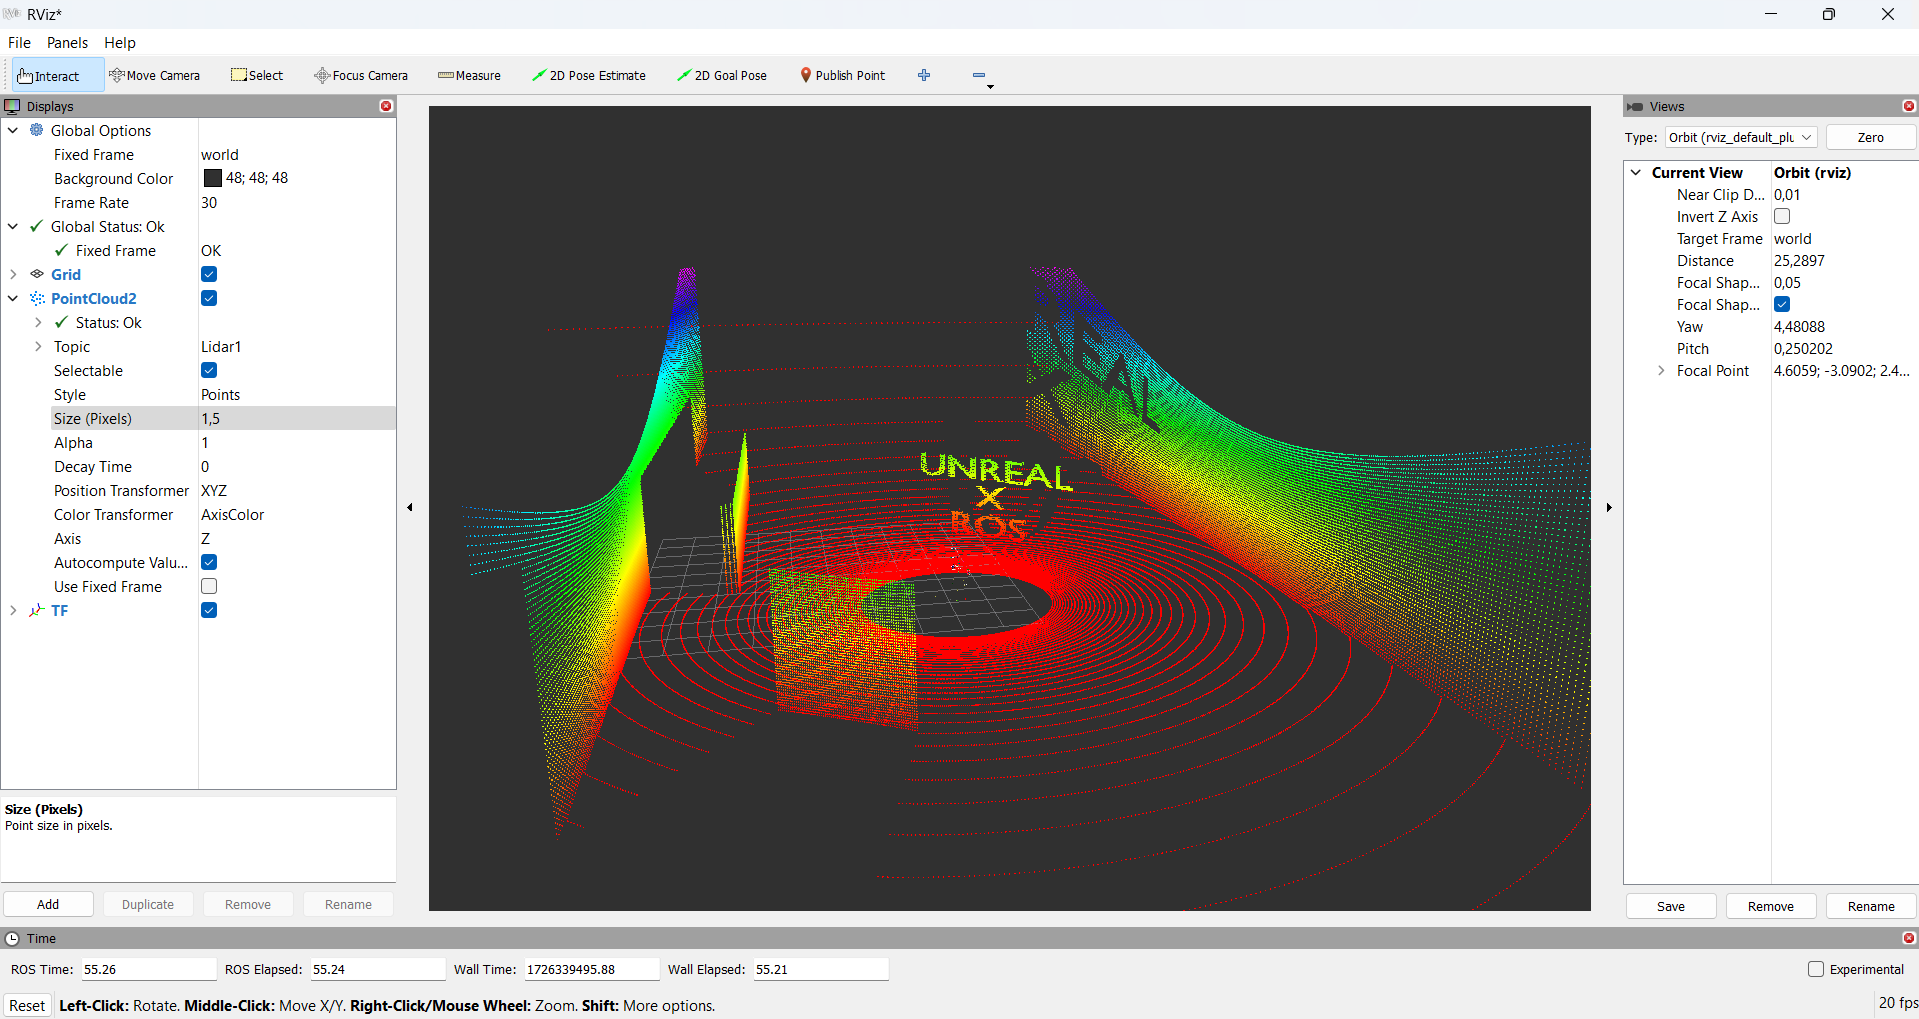 RViz*
File Panels Help
Interact Move Camera Select Focus Camera Measure 2D Pose Estimate 2D Goal Pose Publish Point
Displays
Global Options
Fixed Frame world
Background Color 48; 48; 48
Frame Rate 30
Global Status: Ok
Fixed Frame OK
Grid
PointCloud2
Status: Ok
Topic Lidar1
Selectable
Style Points
Size (Pixels) 1,5
Alpha 1
Decay Time 0
Position Transformer XYZ
Color Transformer AxisColor
Axis Z
Autocompute Valu...
Use Fixed Frame
TF
Size (Pixels)
Point size in pixels.
Add Duplicate Remove Rename
UNREAL
X
ROS
Views
Type: Orbit (rviz_default_plu Zero
Current View Orbit (rviz)
Near Clip D... 0,01
Invert Z Axis
Target Frame world
Distance 25,2897
Focal Shap... 0,05
Focal Shap...
Yaw 4,48088
Pitch 0,250202
Focal Point 4.6059; -3.0902; 2.4...
Save Remove Rename
Time
ROS Time: 55.26 ROS Elapsed: 55.24 Wall Time: 1726339495.88 Wall Elapsed: 55.21 Experimental
Reset Left-Click: Rotate. Middle-Click: Move X/Y. Right-Click/Mouse Wheel: Zoom. Shift: More options. 20 fps